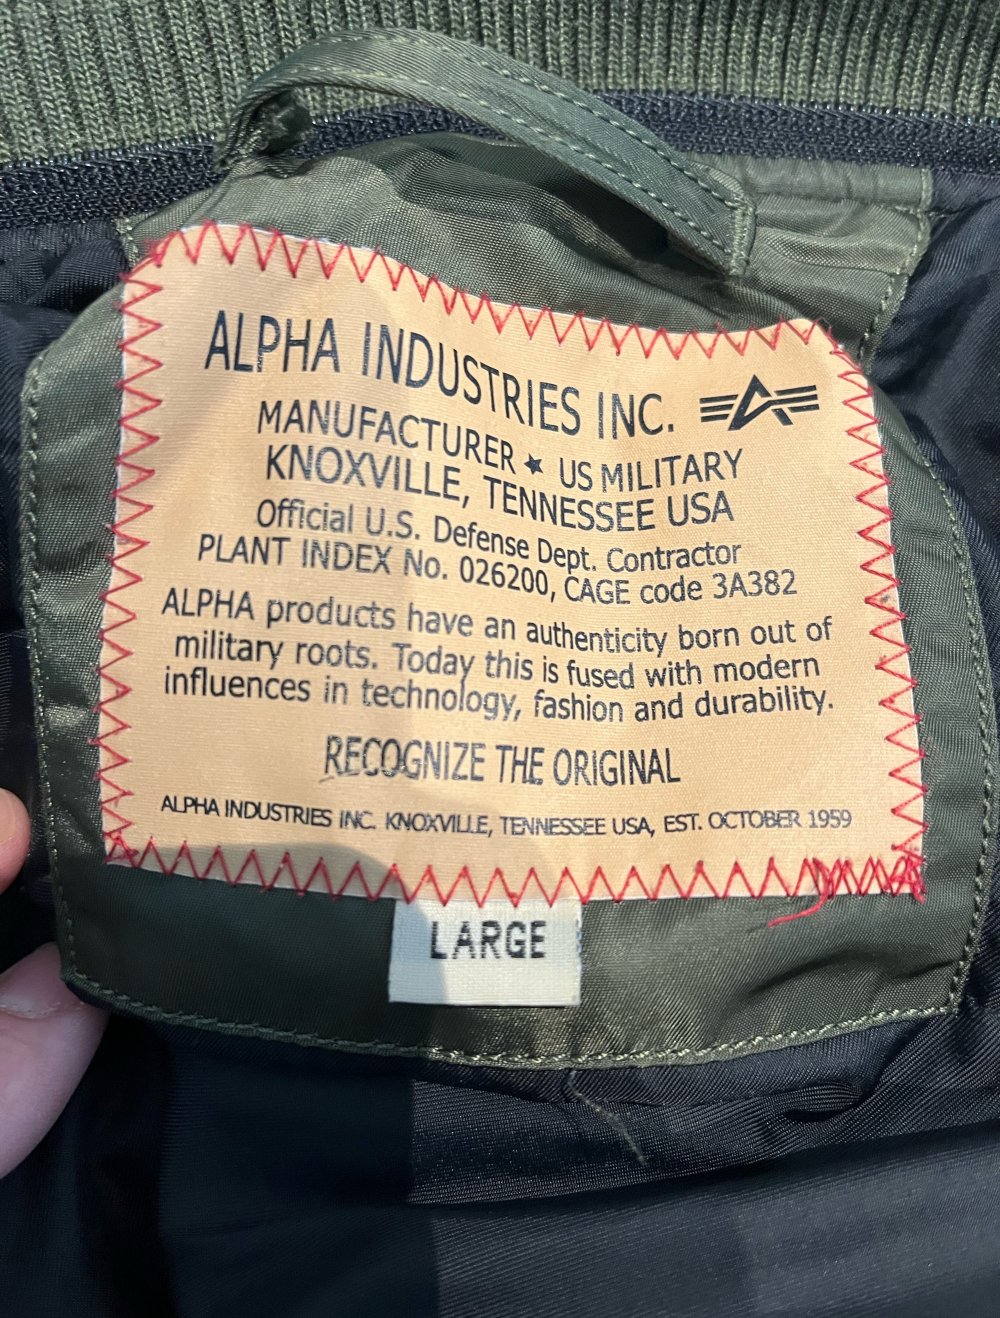 ALPHA INDUSTRIES INC.
MANUFACTURER ★ US MILITARY
KNOXVILLE, TENNESSEE USA
Official U.S. Defense Dept. Contractor
PLANT INDEX No. 026200, CAGE code 3A382
ALPHA products have an authenticity born out of
military roots. Today this is fused with modern
influences in technology, fashion and durability.
RECOGNIZE THE ORIGINAL
ALPHA INDUSTRIES INC. KNOXVILLE, TENNESSEE USA, EST. OCTOBER 1959
LARGE